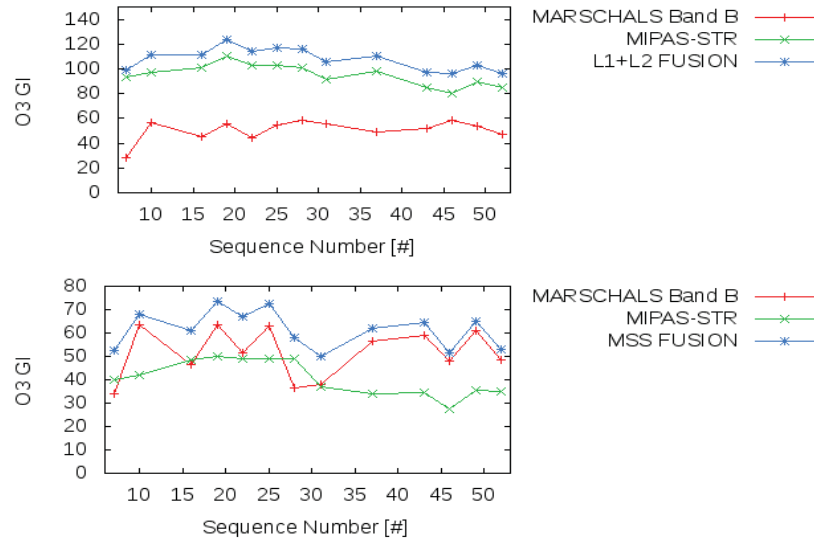 140
120
100
80
60
40
20
0
O3 GI
10 15 20 25 30 35 40 45 50
Sequence Number [#]
MARSCHALS Band B
MIPAS-STR
L1+L2 FUSION
80
70
60
50
40
30
20
10
0
O3 GI
10 15 20 25 30 35 40 45 50
Sequence Number [#]
MARSCHALS Band B
MIPAS-STR
MSS FUSION